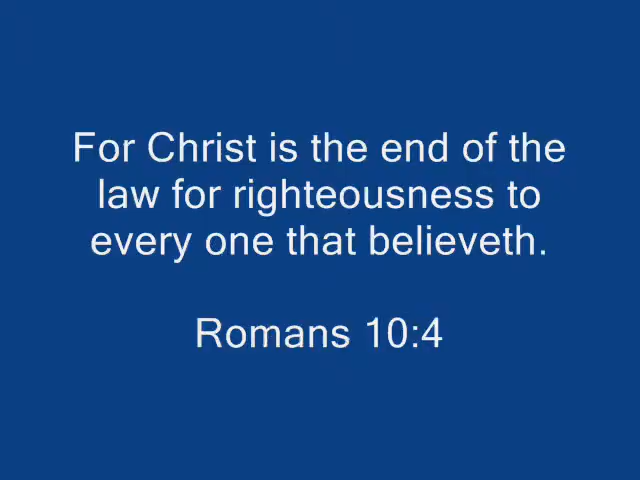 For Christ is the end of the
law for righteousness to
every one that believeth.
Romans 10:4